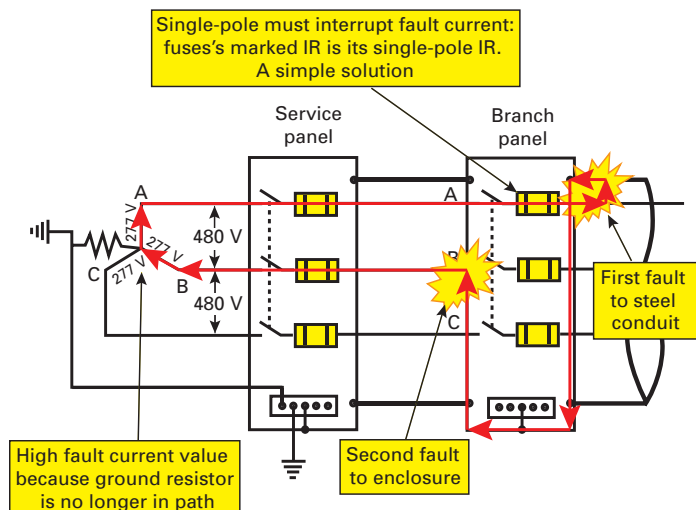 Single-pole must interrupt fault current:
fuses's marked IR is its single-pole IR.
A simple solution
Service
panel
Branch
panel
A
A
277 V
480 V
277 V
C
277 V
B
B
480 V
C
First fault
to steel
conduit
High fault current value
because ground resistor
is no longer in path
Second fault
to enclosure